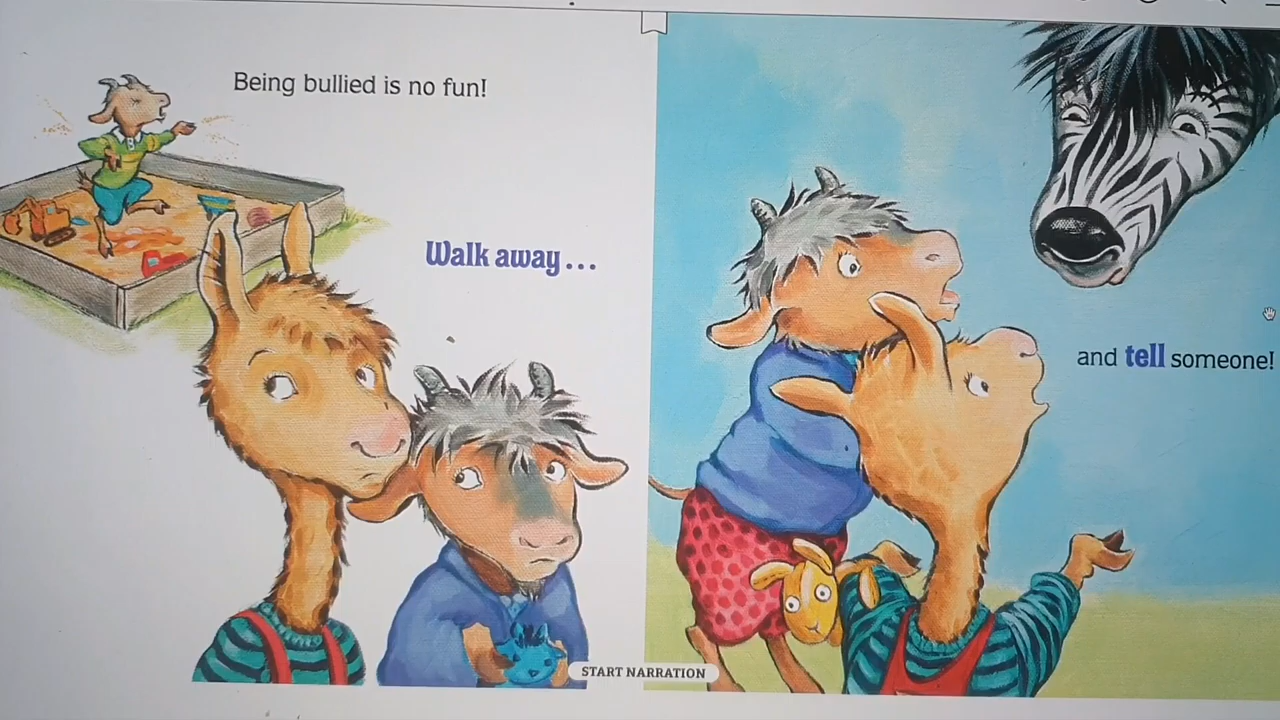 Being bullied is no fun!
Walk away...
and tell someone!
START NARRATION